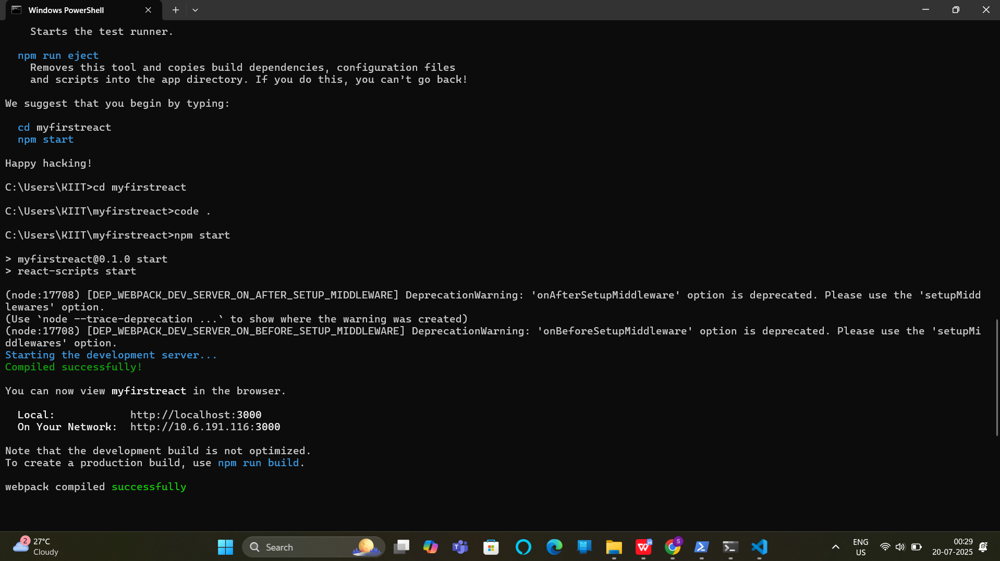 Windows PowerShell
Starts the test runner.
npm run eject
Removes this tool and copies build dependencies, configuration files
and scripts into the app directory. If you do this, you can’t go back!
We suggest that you begin by typing:
cd myfirstreact
npm start
Happy hacking!
C:\Users\KIIT>cd myfirstreact
C:\Users\KIIT\myfirstreact>code .
C:\Users\KIIT\myfirstreact>npm start
> myfirstreact@0.1.0 start
> react-scripts start
(node:17708) [DEP_WEBPACK_DEV_SERVER_ON_AFTER_SETUP_MIDDLEWARE] DeprecationWarning: 'onAfterSetupMiddleware' option is deprecated. Please use the 'setupMidd
lewares' option.
(Use `node --trace-deprecation ...` to show where the warning was created)
(node:17708) [DEP_WEBPACK_DEV_SERVER_ON_BEFORE_SETUP_MIDDLEWARE] DeprecationWarning: 'onBeforeSetupMiddleware' option is deprecated. Please use the 'setupMi
ddlewares' option.
Starting the development server...
Compiled successfully!
You can now view myfirstreact in the browser.
Local: http://localhost:3000
On Your Network: http://10.6.191.116:3000
Note that the development build is not optimized.
To create a production build, use npm run build.
webpack compiled successfully
2
27°C
Cloudy
Search
S
ENG
US
00:29
20-07-2025